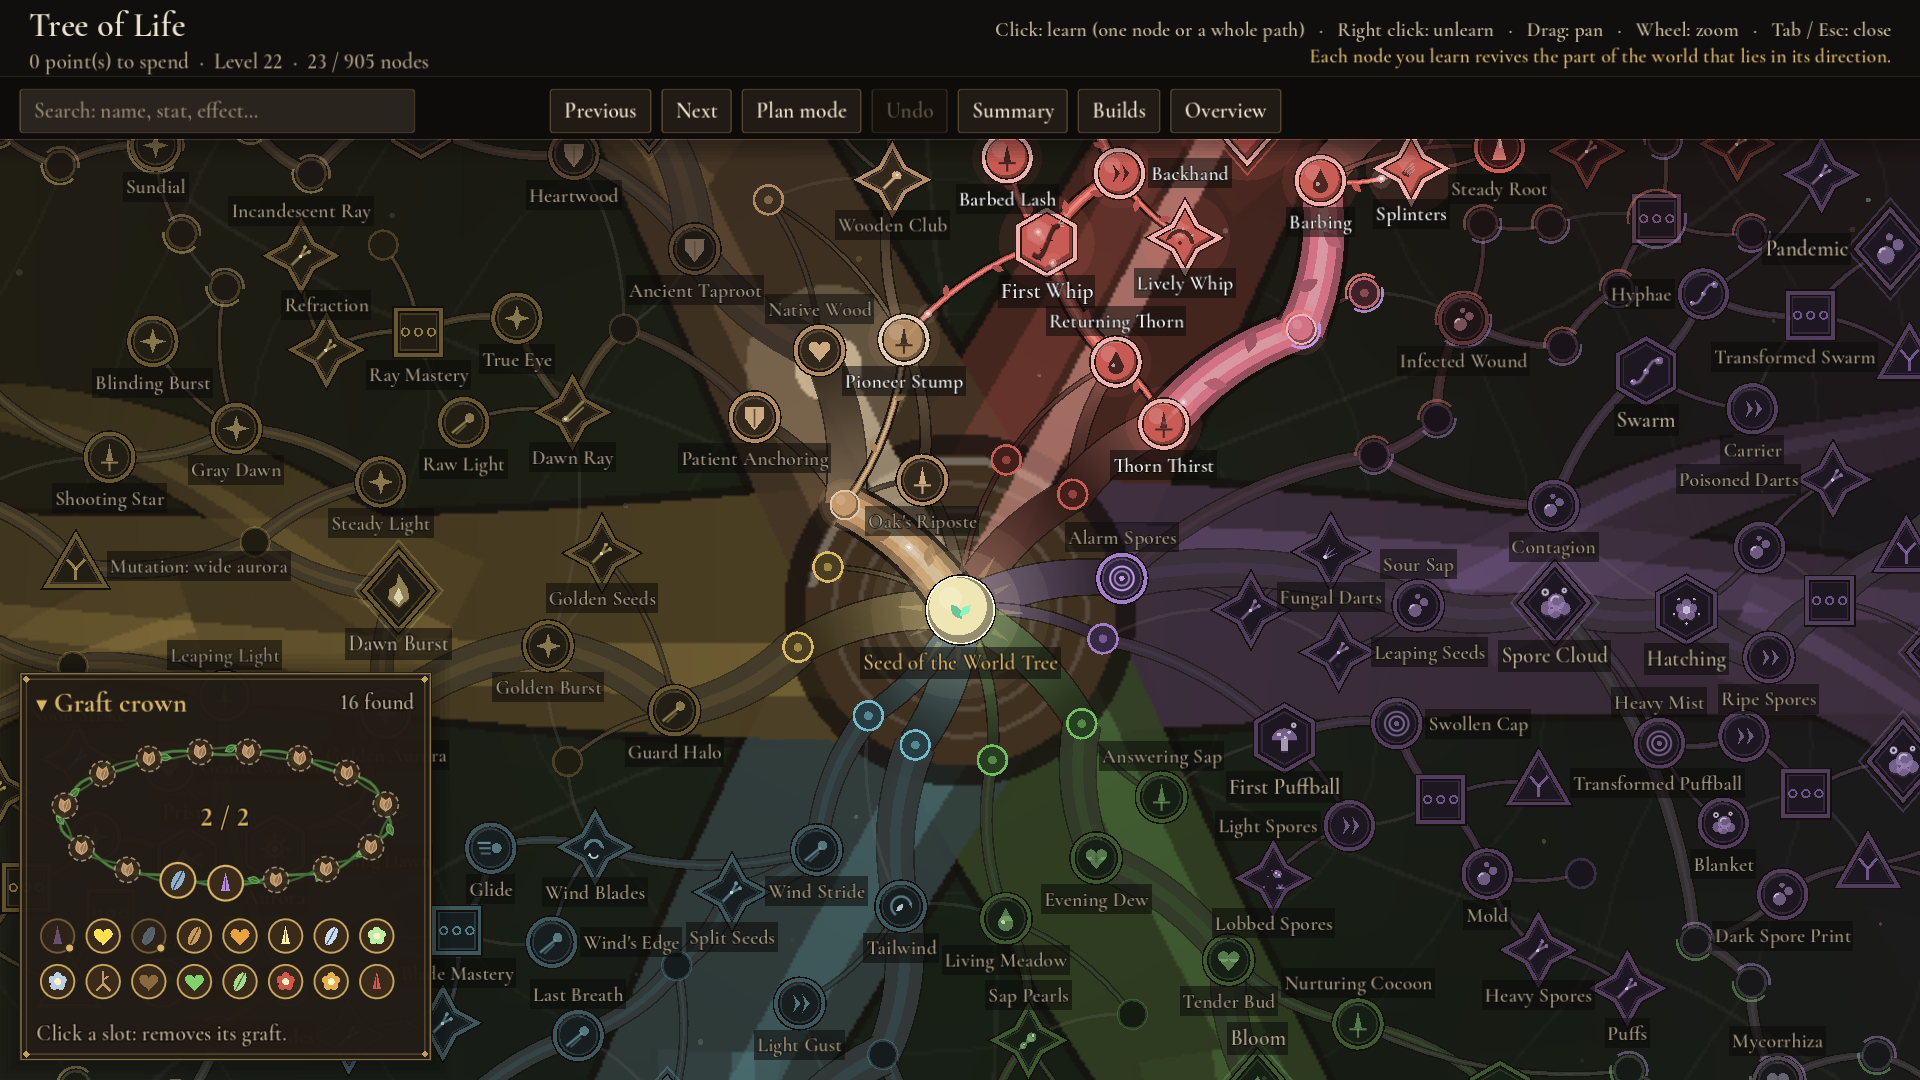 Tree of Life
0 point(s) to spend · Level 22 · 23 / 905 nodes
Click: learn (one node or a whole path) · Right click: unlearn · Drag: pan · Wheel: zoom · Tab / Esc: close
Each node you learn revives the part of the world that lies in its direction.
Search: name, stat, effect...
Previous
Next
Plan mode
Undo
Summary
Builds
Overview
Sundial
Heartwood
Incandescent Ray
Wooden Club
Barbed Lash
Backhand
Barbing
Splinters
Steady Root
Pandemic
Refraction
Ancient Taproot
Native Wood
First Whip
Lively Whip
Hyphae
Returning Thorn
Blinding Burst
Ray Mastery
True Eye
Pioneer Stump
Infected Wound
Transformed Swarm
Swarm
Shooting Star
Gray Dawn
Raw Light
Dawn Ray
Patient Anchoring
Thorn Thirst
Carrier
Poisoned Darts
Steady Light
Oak's Riposte
Alarm Spores
Contagion
Mutation: wide aurora
Golden Seeds
Sour Sap
Fungal Darts
Leaping Light
Dawn Burst
Golden Burst
Seed of the World Tree
Leaping Seeds
Spore Cloud
Hatching
Guard Halo
Answering Sap
First Puffball
Swollen Cap
Heavy Mist
Ripe Spores
Transformed Puffball
Light Spores
Graft crown
16 found
2 / 2
Click a slot: removes its graft.
Glide
Wind Blades
Wind Stride
Evening Dew
Lobbed Spores
Mold
Blanket
Wind's Edge
Split Seeds
Tailwind
Living Meadow
Dark Spore Print
Last Breath
Sap Pearls
Tender Bud
Nurturing Cocoon
Heavy Spores
Light Gust
Bloom
Puffs
Mycorrhiza